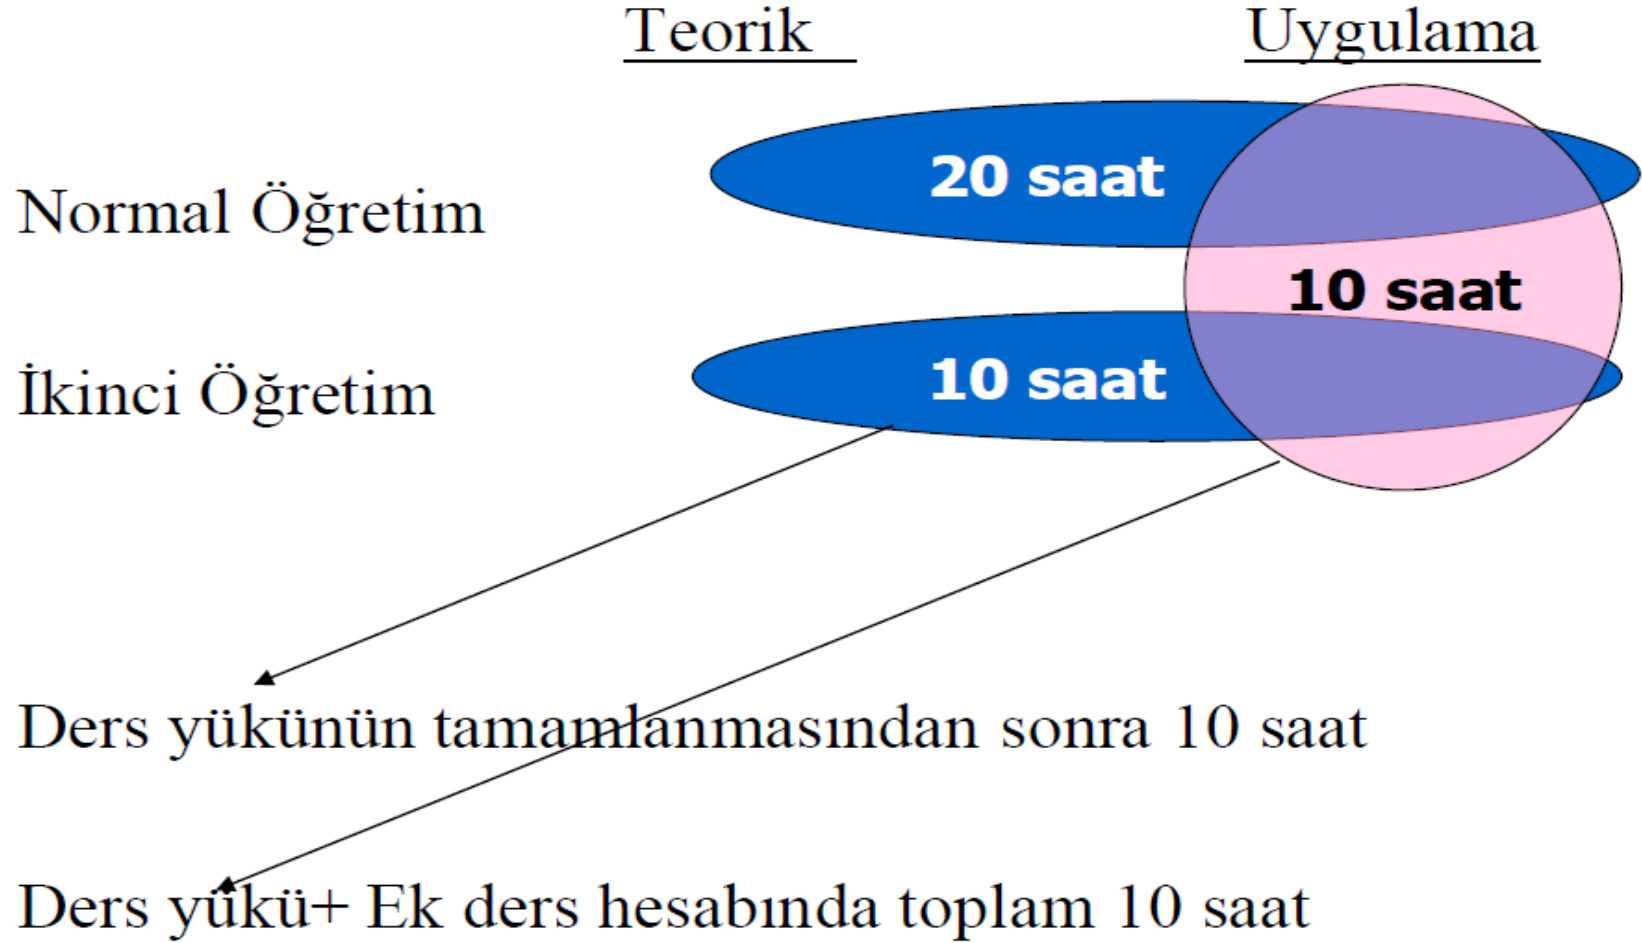 Teorik Uygulama
20 saat
Normal Öğretim
10 saat
İkinci Öğretim 10 saat
Ders yükünün tamamlanmasından sonra 10 saat
Ders yükü+ Ek ders hesabında toplam 10 saat